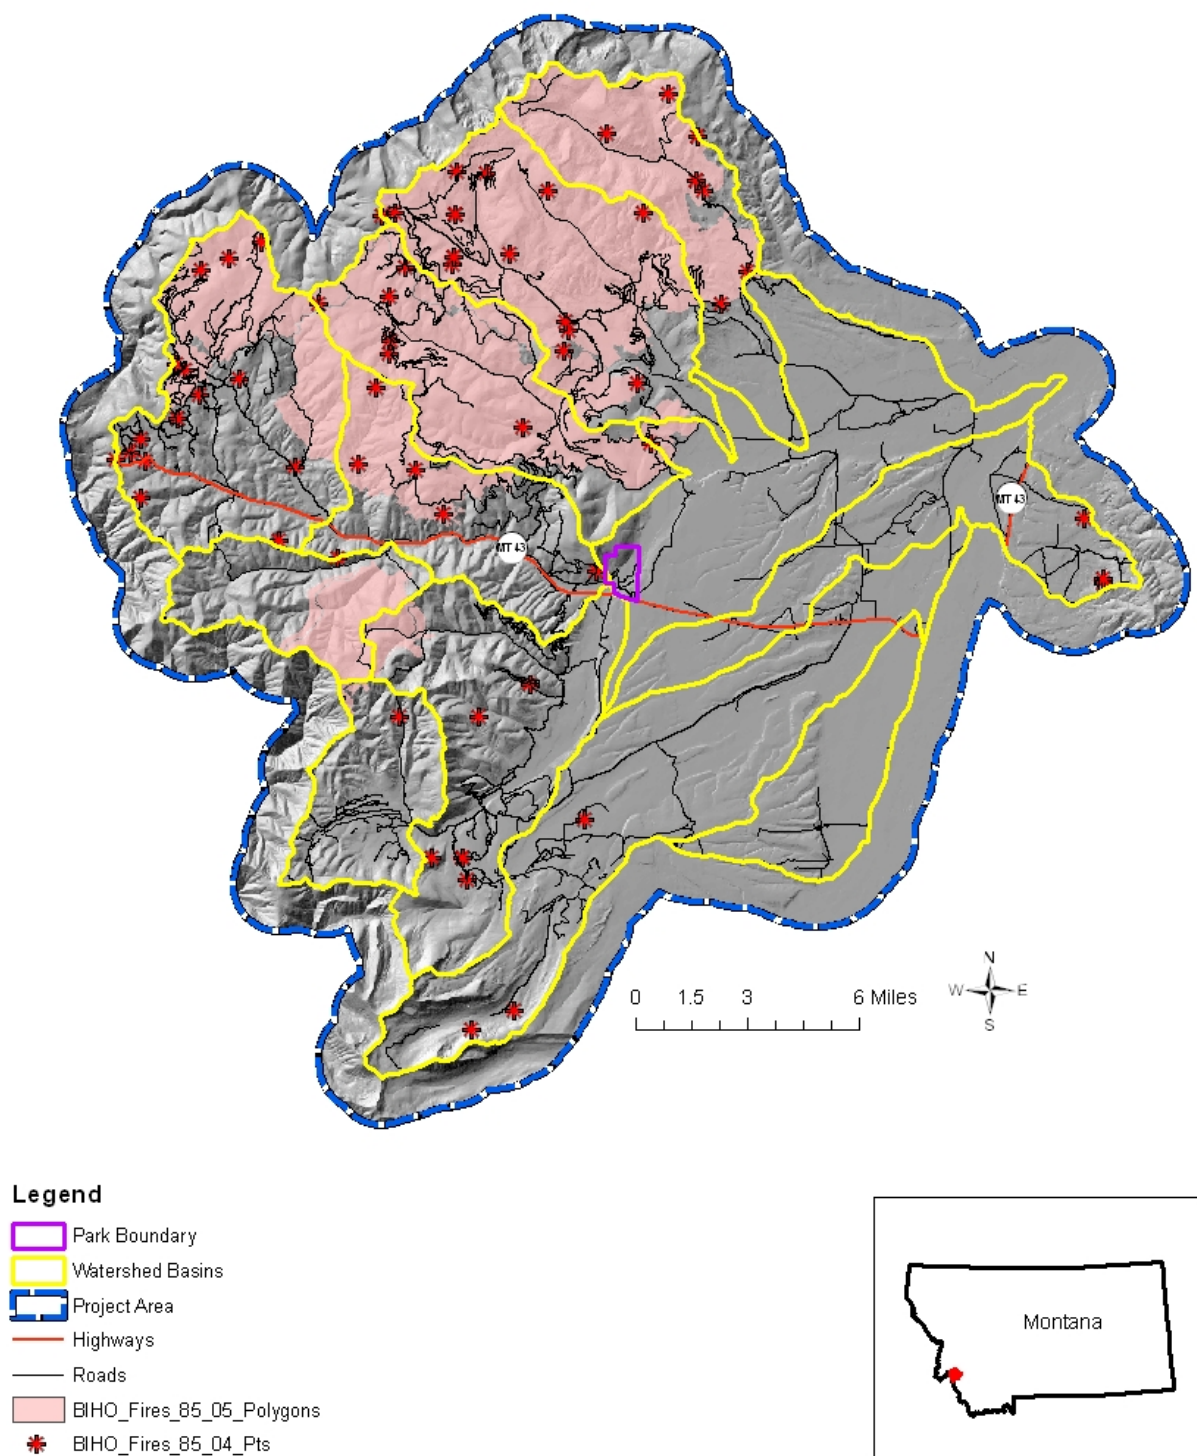 MT 43
MT 43
N
W E
S
0 1.5 3 6 Miles
Legend
Park Boundary
Watershed Basins
Project Area
Highways
Roads
BIHO_Fires_85_05_Polygons
BIHO_Fires_85_04_Pts
Montana